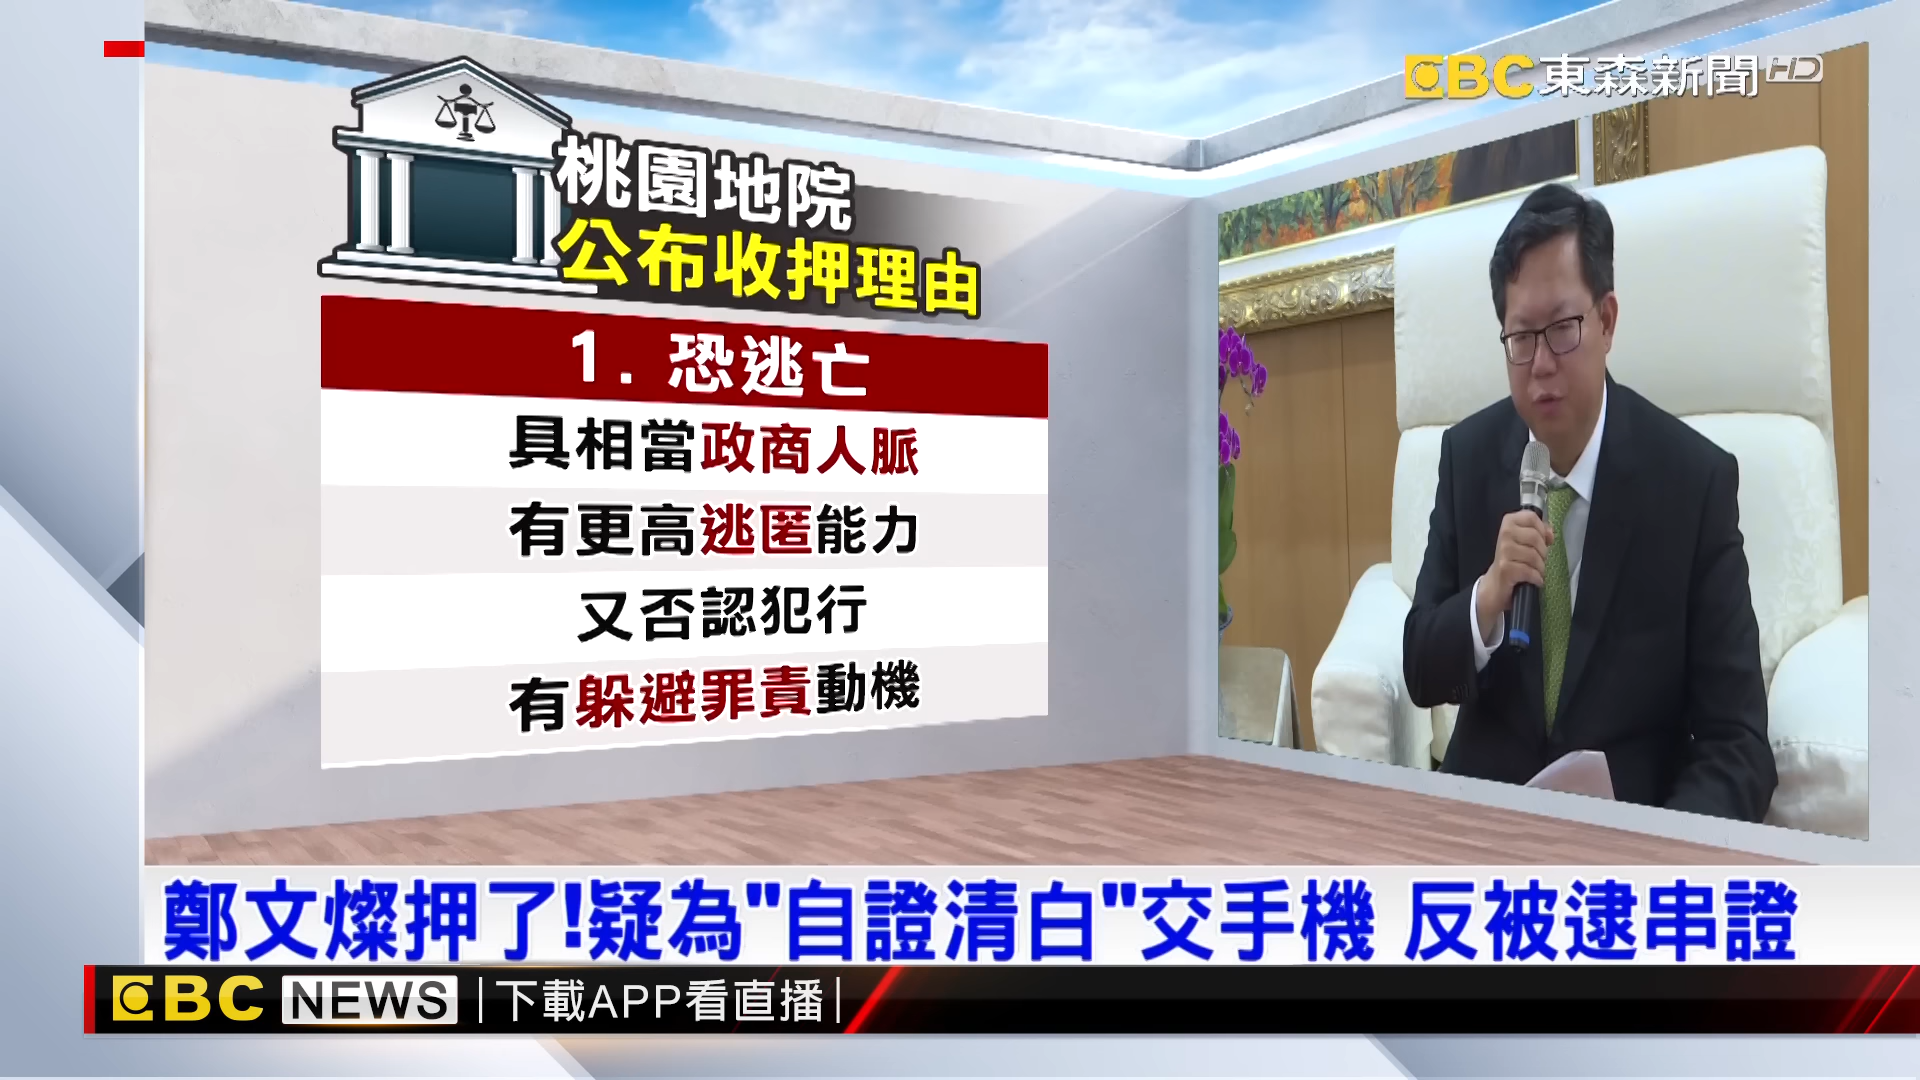 EBC東森新聞HD
桃園地院
公布收押理由
1. 恐逃亡
具相當政商人脈
有更高逃匿能力
又否認犯行
有躲避罪責動機
鄭文燦押了!疑為"自證清白"交手機 反被逮串證
EBC NEWS |下載APP看直播|